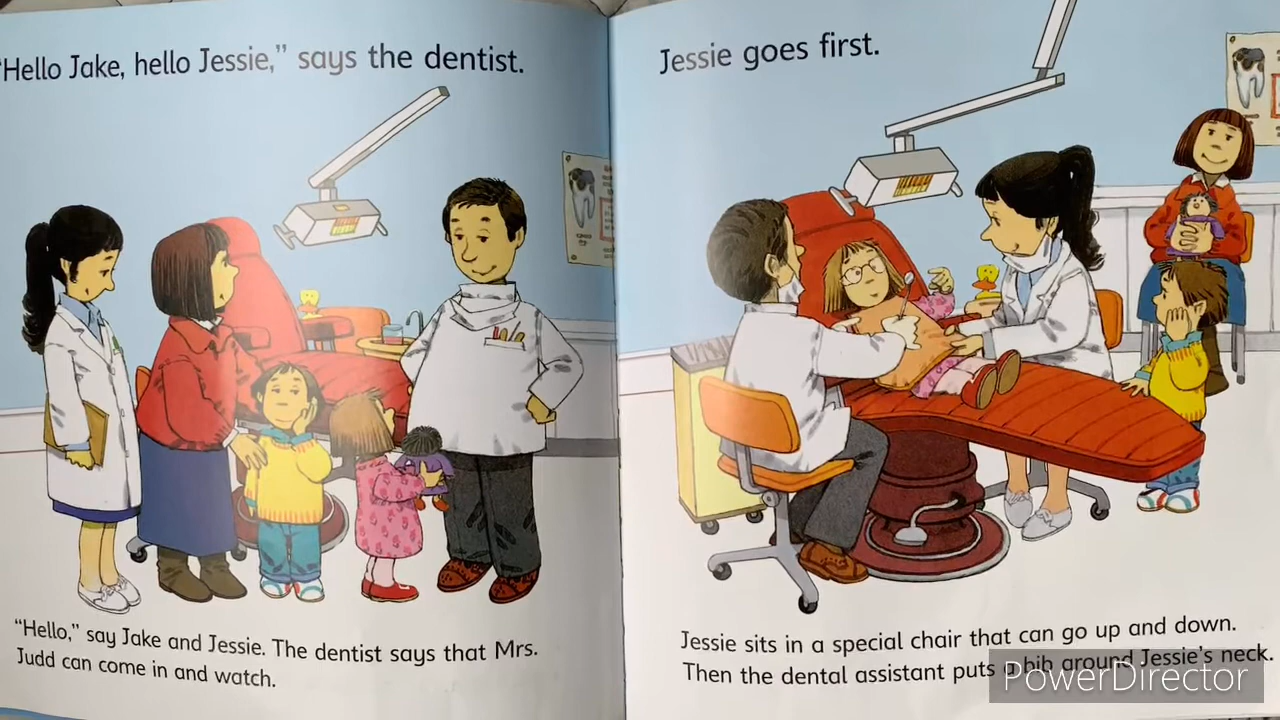 "Hello Jake, hello Jessie," says the dentist.
"Hello," say Jake and Jessie. The dentist says that Mrs.
Judd can come in and watch.
Jessie goes first.
Jessie sits in a special chair that can go up and down.
Then the dental assistant puts a bib around Jessie's neck.
PowerDirector